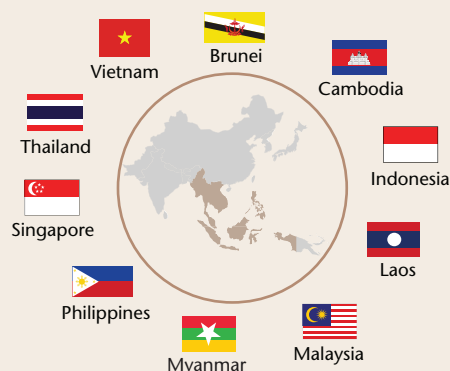 Brunei
Vietnam
Cambodia
Thailand
Indonesia
Singapore
Laos
Philippines
Malaysia
Myanmar